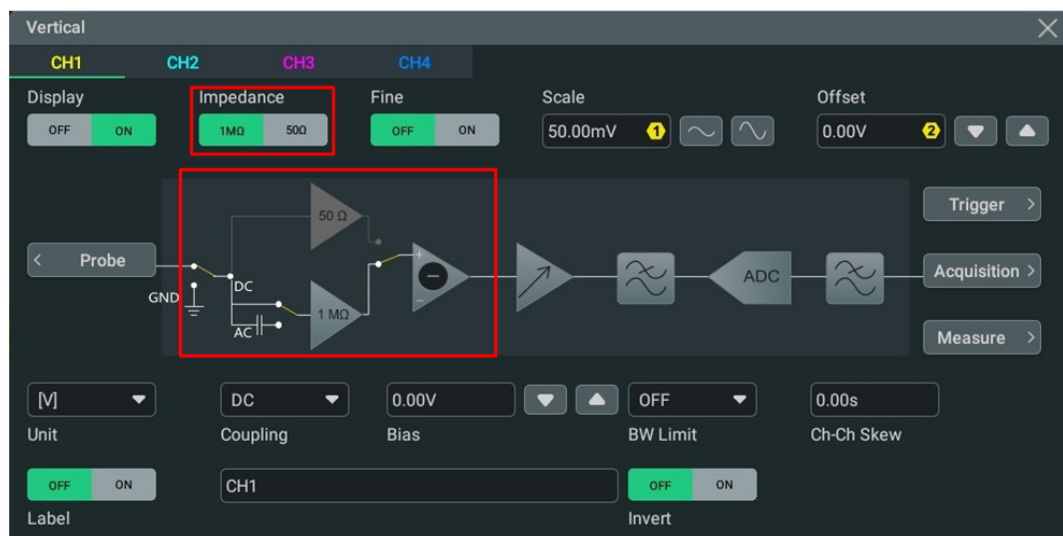 Vertical
CH1 CH2 CH3 CH4
Display Impedance Fine Scale Offset
OFF ON 1MΩ 50Ω OFF ON 50.00mV 1 0.00V 2
50 Ω
Trigger >
< Probe
DC
ADC
Acquisition >
GND
1 MΩ
AC
Measure >
[V] DC 0.00V OFF 0.00s
Unit Coupling Bias BW Limit Ch-Ch Skew
OFF ON CH1 OFF ON
Label Invert